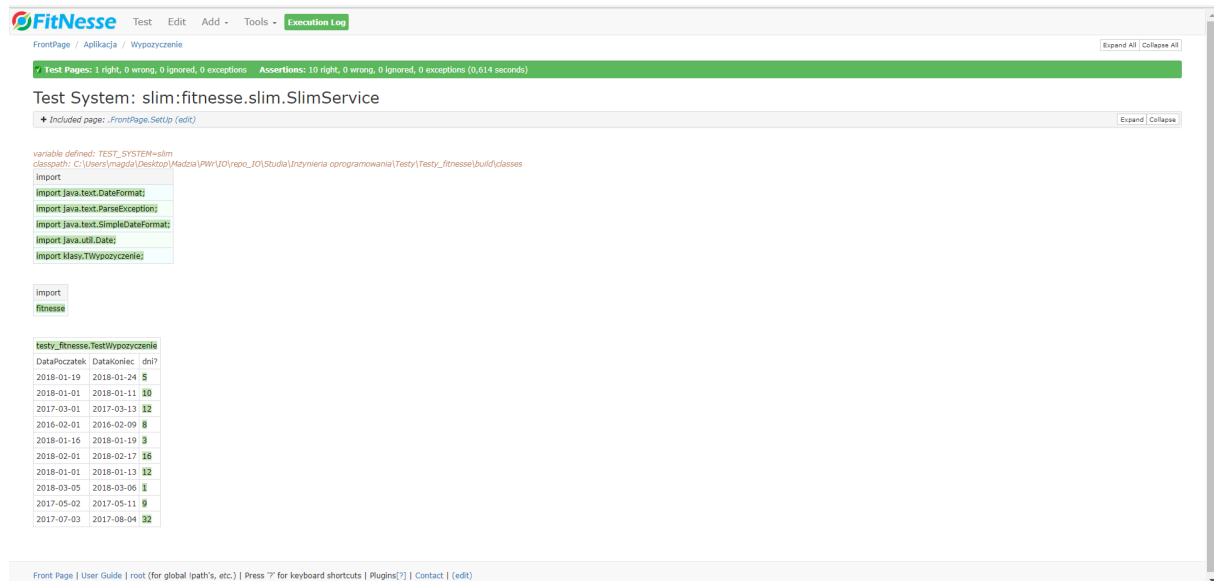 FitNesse Test Edit Add Tools Execution Log
FrontPage / Aplikacja / Wypozyczenie Expand All Collapse All
Test Pages: 1 right, 0 wrong, 0 ignored, 0 exceptions Assertions: 10 right, 0 wrong, 0 ignored, 0 exceptions (0,614 seconds)
Test System: slim:fitnesse.slim.SlimService
Included page: .FrontPage.SetUp (edit) Expand Collapse
variable defined: TEST_SYSTEM=slim
classpath: C:\Users\magda\Desktop\Madzia\PWr\IO\repo_IO\Studia\Inżynieria oprogramowania\Testy\Testy_fitnesse\build\classes
import
import java.text.DateFormat;
import java.text.ParseException;
import java.text.SimpleDateFormat;
import java.util.Date;
import klasy.TWypozyczenie;
import
fitnesse
testy_fitnesse.TestWypozyczenie
DataPoczatek DataKoniec dni?
2018-01-19 2018-01-24 5
2018-01-01 2018-01-11 10
2017-03-01 2017-03-13 12
2016-02-01 2016-02-09 8
2018-01-16 2018-01-19 3
2018-02-01 2018-02-17 16
2018-01-01 2018-01-13 12
2018-03-05 2018-03-06 1
2017-05-02 2017-05-11 9
2017-07-03 2017-08-04 32
Front Page | User Guide | root (for global !path's, etc.) | Press '?' for keyboard shortcuts | Plugins[?] | Contact | (edit)